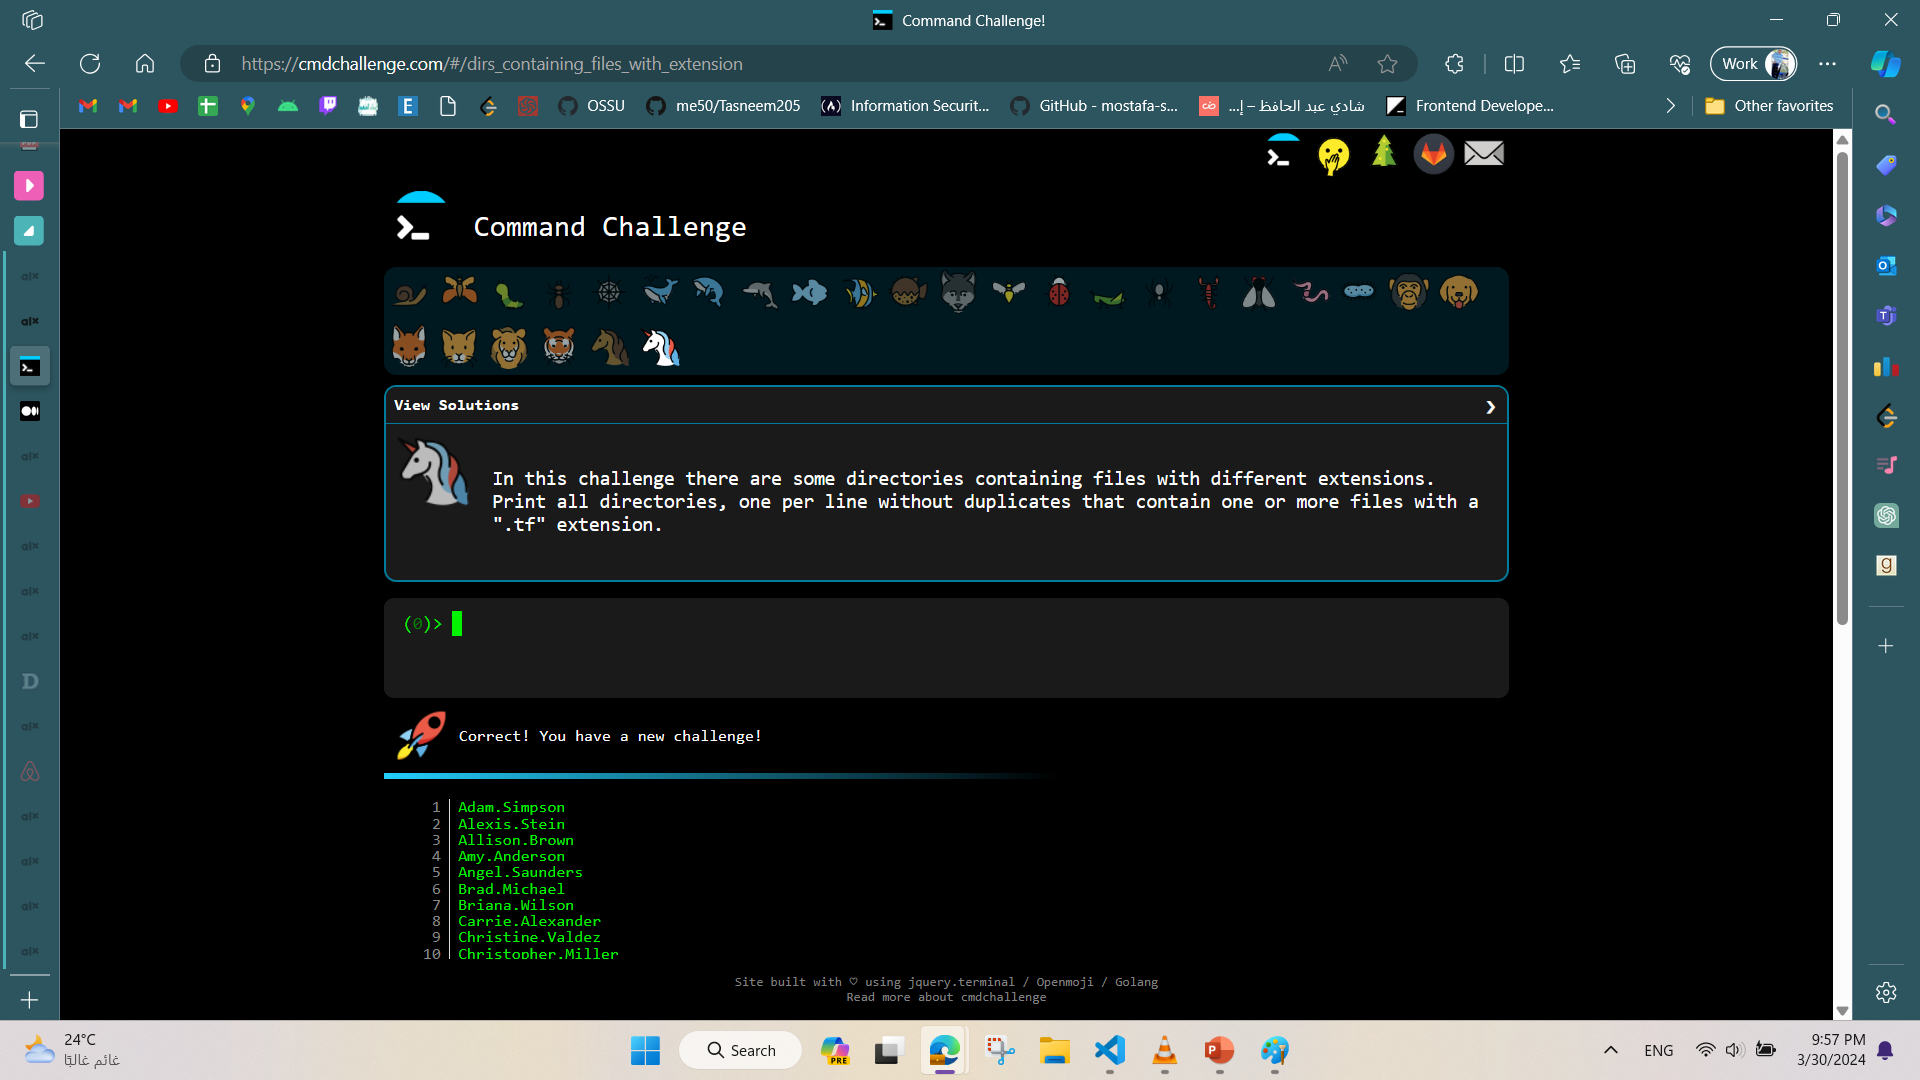 Command Challenge!
https://cmdchallenge.com/#/dirs_containing_files_with_extension
Work
OSSU
me50/Tasneem205
Information Securit...
GitHub - mostafa-s...
شادي عبد الحافظ – إ...
Frontend Develope...
Other favorites
Command Challenge
View Solutions
In this challenge there are some directories containing files with different extensions.
Print all directories, one per line without duplicates that contain one or more files with a
".tf" extension.
(0)>
Correct! You have a new challenge!
1 Adam.Simpson
2 Alexis.Stein
3 Allison.Brown
4 Amy.Anderson
5 Angel.Saunders
6 Brad.Michael
7 Briana.Wilson
8 Carrie.Alexander
9 Christine.Valdez
10 Christopher.Miller
Site built with ♡ using jquery.terminal / Openmoji / Golang
Read more about cmdchallenge
24°C
غائم غالبًا
Search
PRE
ENG
9:57 PM
3/30/2024